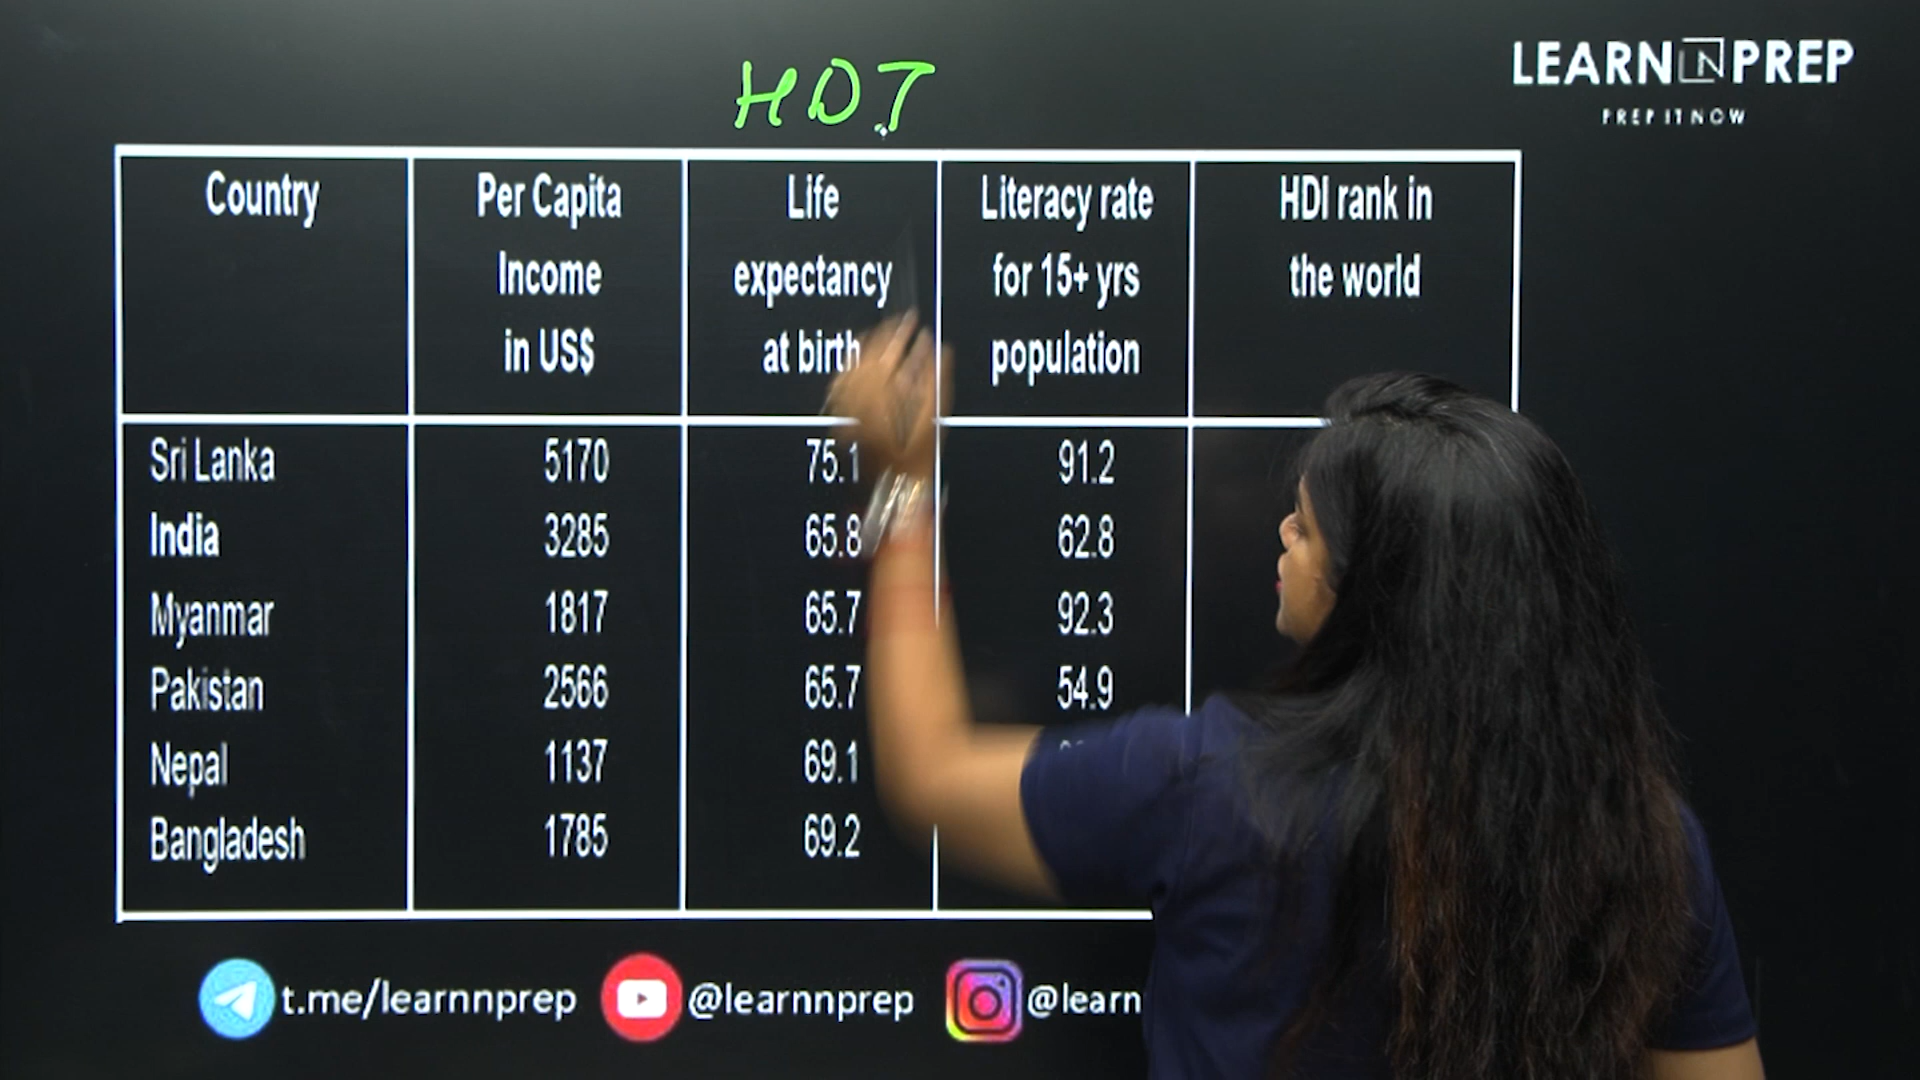 HDI
LEARN LN PREP
PREP IT NOW
Country
Per Capita
Income
in US$
Life
expectancy
at birth
Literacy rate
for 15+ yrs
population
HDI rank in
the world
Sri Lanka 5170 75.1 91.2
India 3285 65.8 62.8
Myanmar 1817 65.7 92.3
Pakistan 2566 65.7 54.9
Nepal 1137 69.1
Bangladesh 1785 69.2
t.me/learnnprep @learnnprep @learn